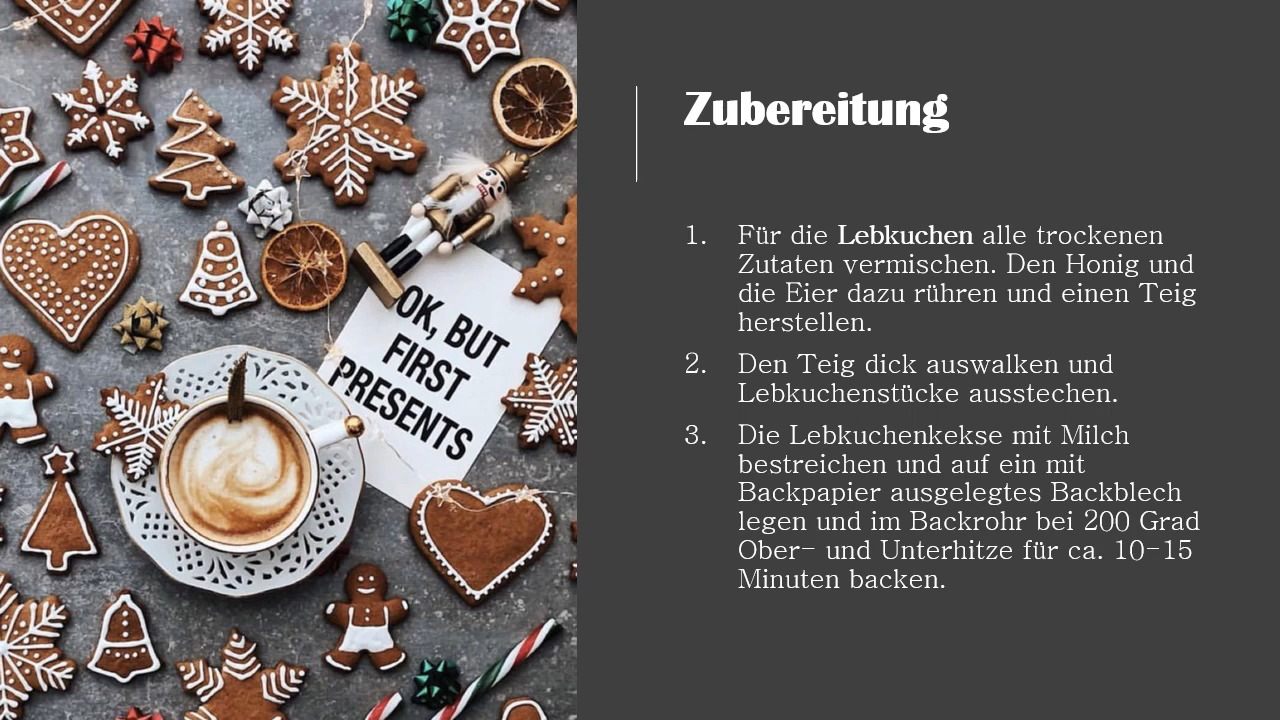 OK, BUT
FIRST
PRESENTS
Zubereitung
1. Für die Lebkuchen alle trockenen
Zutaten vermischen. Den Honig und
die Eier dazu rühren und einen Teig
herstellen.
2. Den Teig dick auswalken und
Lebkuchenstücke ausstechen.
3. Die Lebkuchenkekse mit Milch
bestreichen und auf ein mit
Backpapier ausgelegtes Backblech
legen und im Backrohr bei 200 Grad
Ober- und Unterhitze für ca. 10-15
Minuten backen.